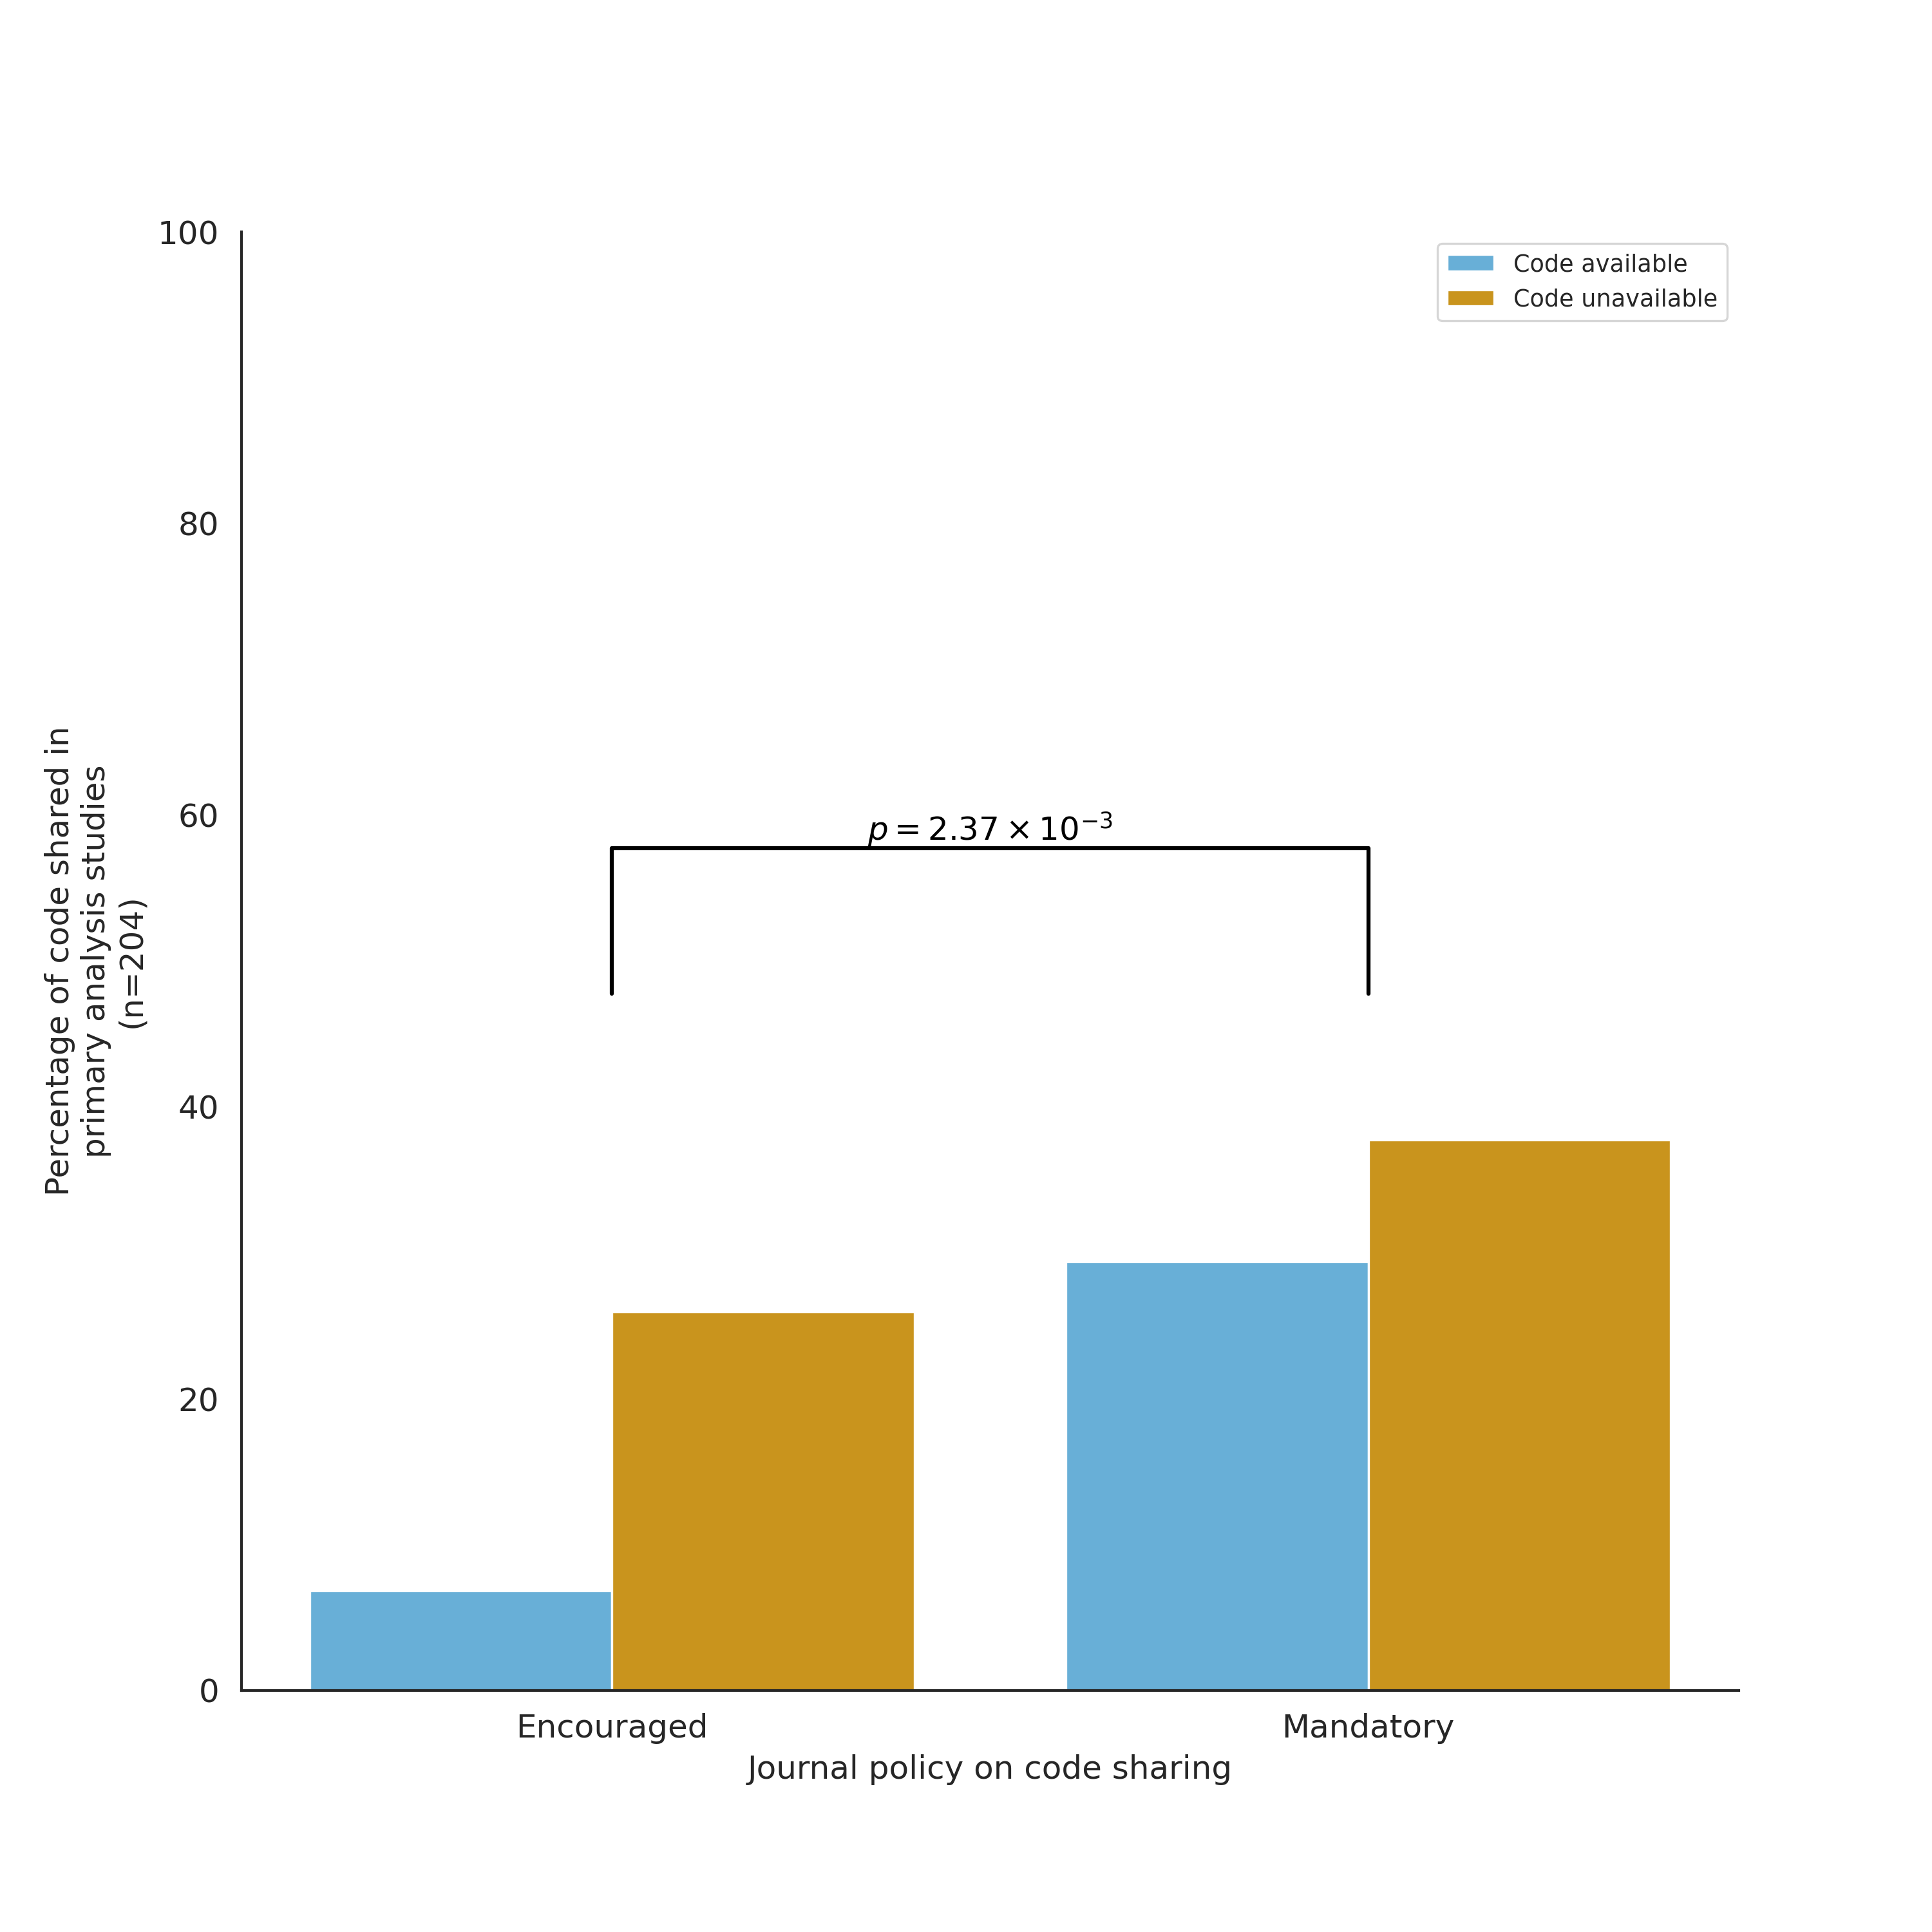 100
80
60
40
20
0
Percentage of code shared in
primary analysis studies
(n=204)
Code available
Code unavailable
p = 2.37 × 10⁻³
Encouraged
Mandatory
Journal policy on code sharing